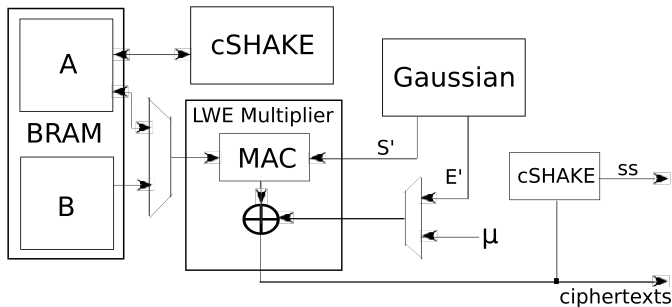 A
cSHAKE
Gaussian
BRAM
LWE Multiplier
MAC
S'
B
E'
μ
cSHAKE
ss
ciphertexts